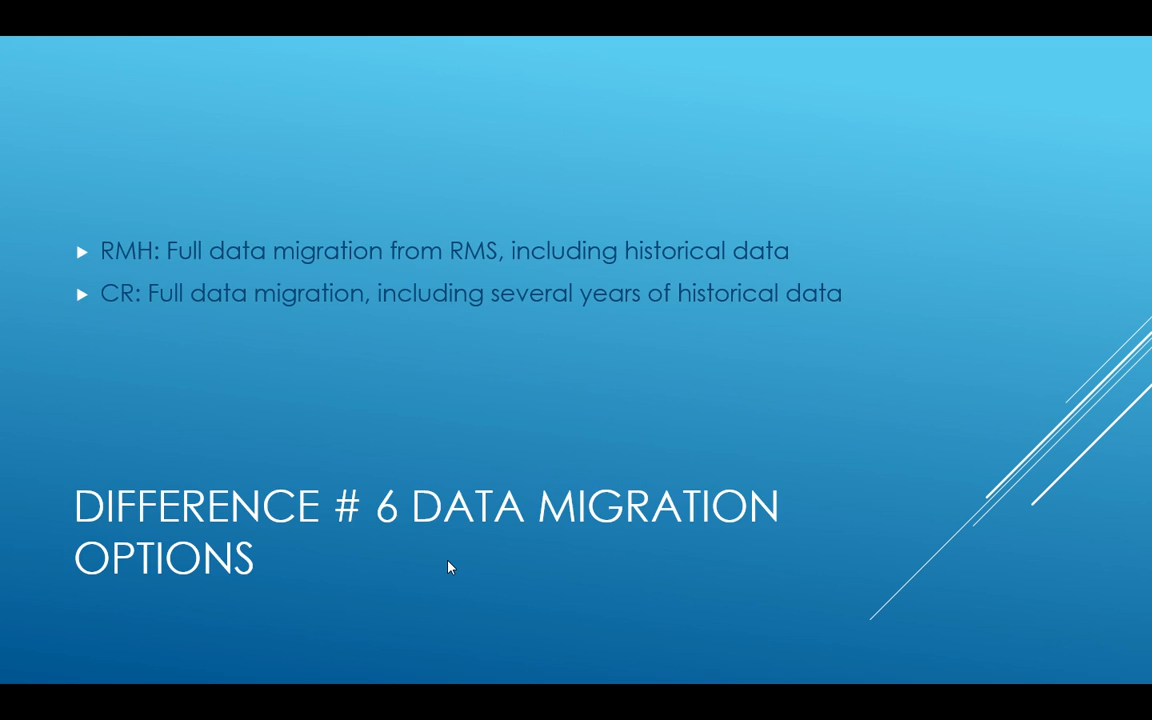 RMH: Full data migration from RMS, including historical data
CR: Full data migration, including several years of historical data
DIFFERENCE # 6 DATA MIGRATION
OPTIONS